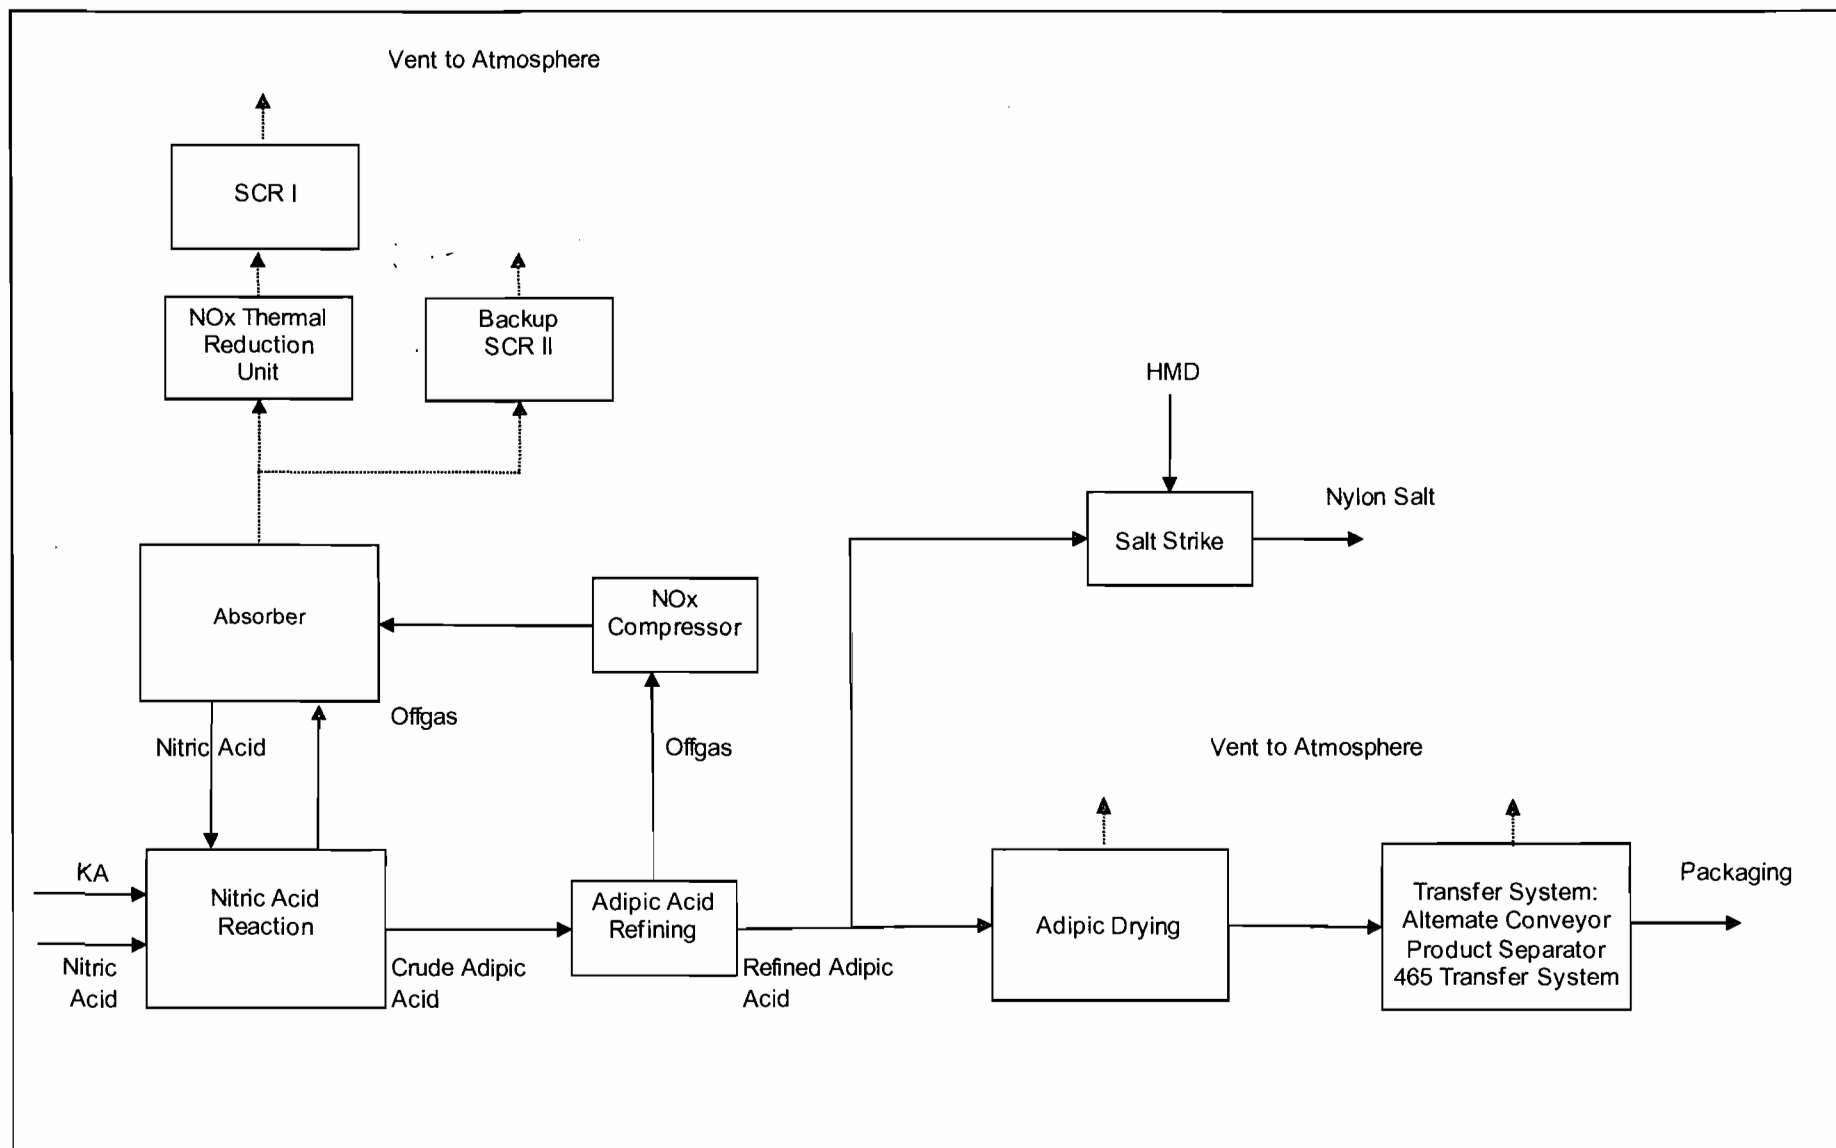 Vent to Atmosphere
SCR I
NOx Thermal
Reduction
Unit
Backup
SCR II
HMD
Nylon Salt
Salt Strike
Absorber
NOx
Compressor
Offgas
Nitric Acid
Offgas
Vent to Atmosphere
KA
Nitric Acid
Reaction
Nitric
Acid
Crude Adipic
Acid
Adipic Acid
Refining
Refined Adipic
Acid
Adipic Drying
Transfer System:
Alternate Conveyor
Product Separator
465 Transfer System
Packaging